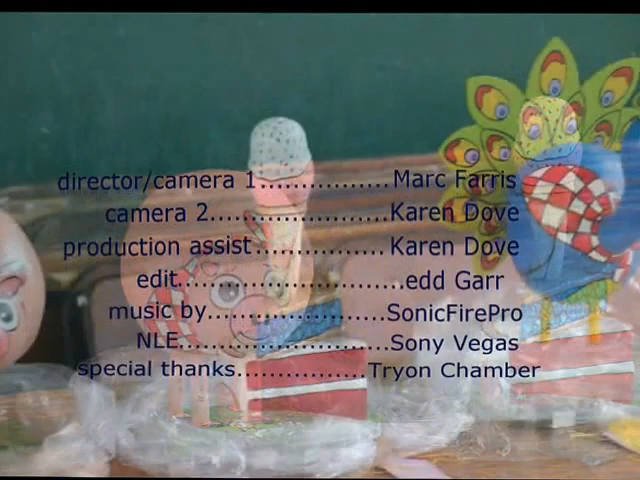 director/camera 1................Marc Farris
camera 2......................Karen Dove
production assist................Karen Dove
edit............................edd Garr
music by......................SonicFirePro
NLE..........................Sony Vegas
special thanks................Tryon Chamber